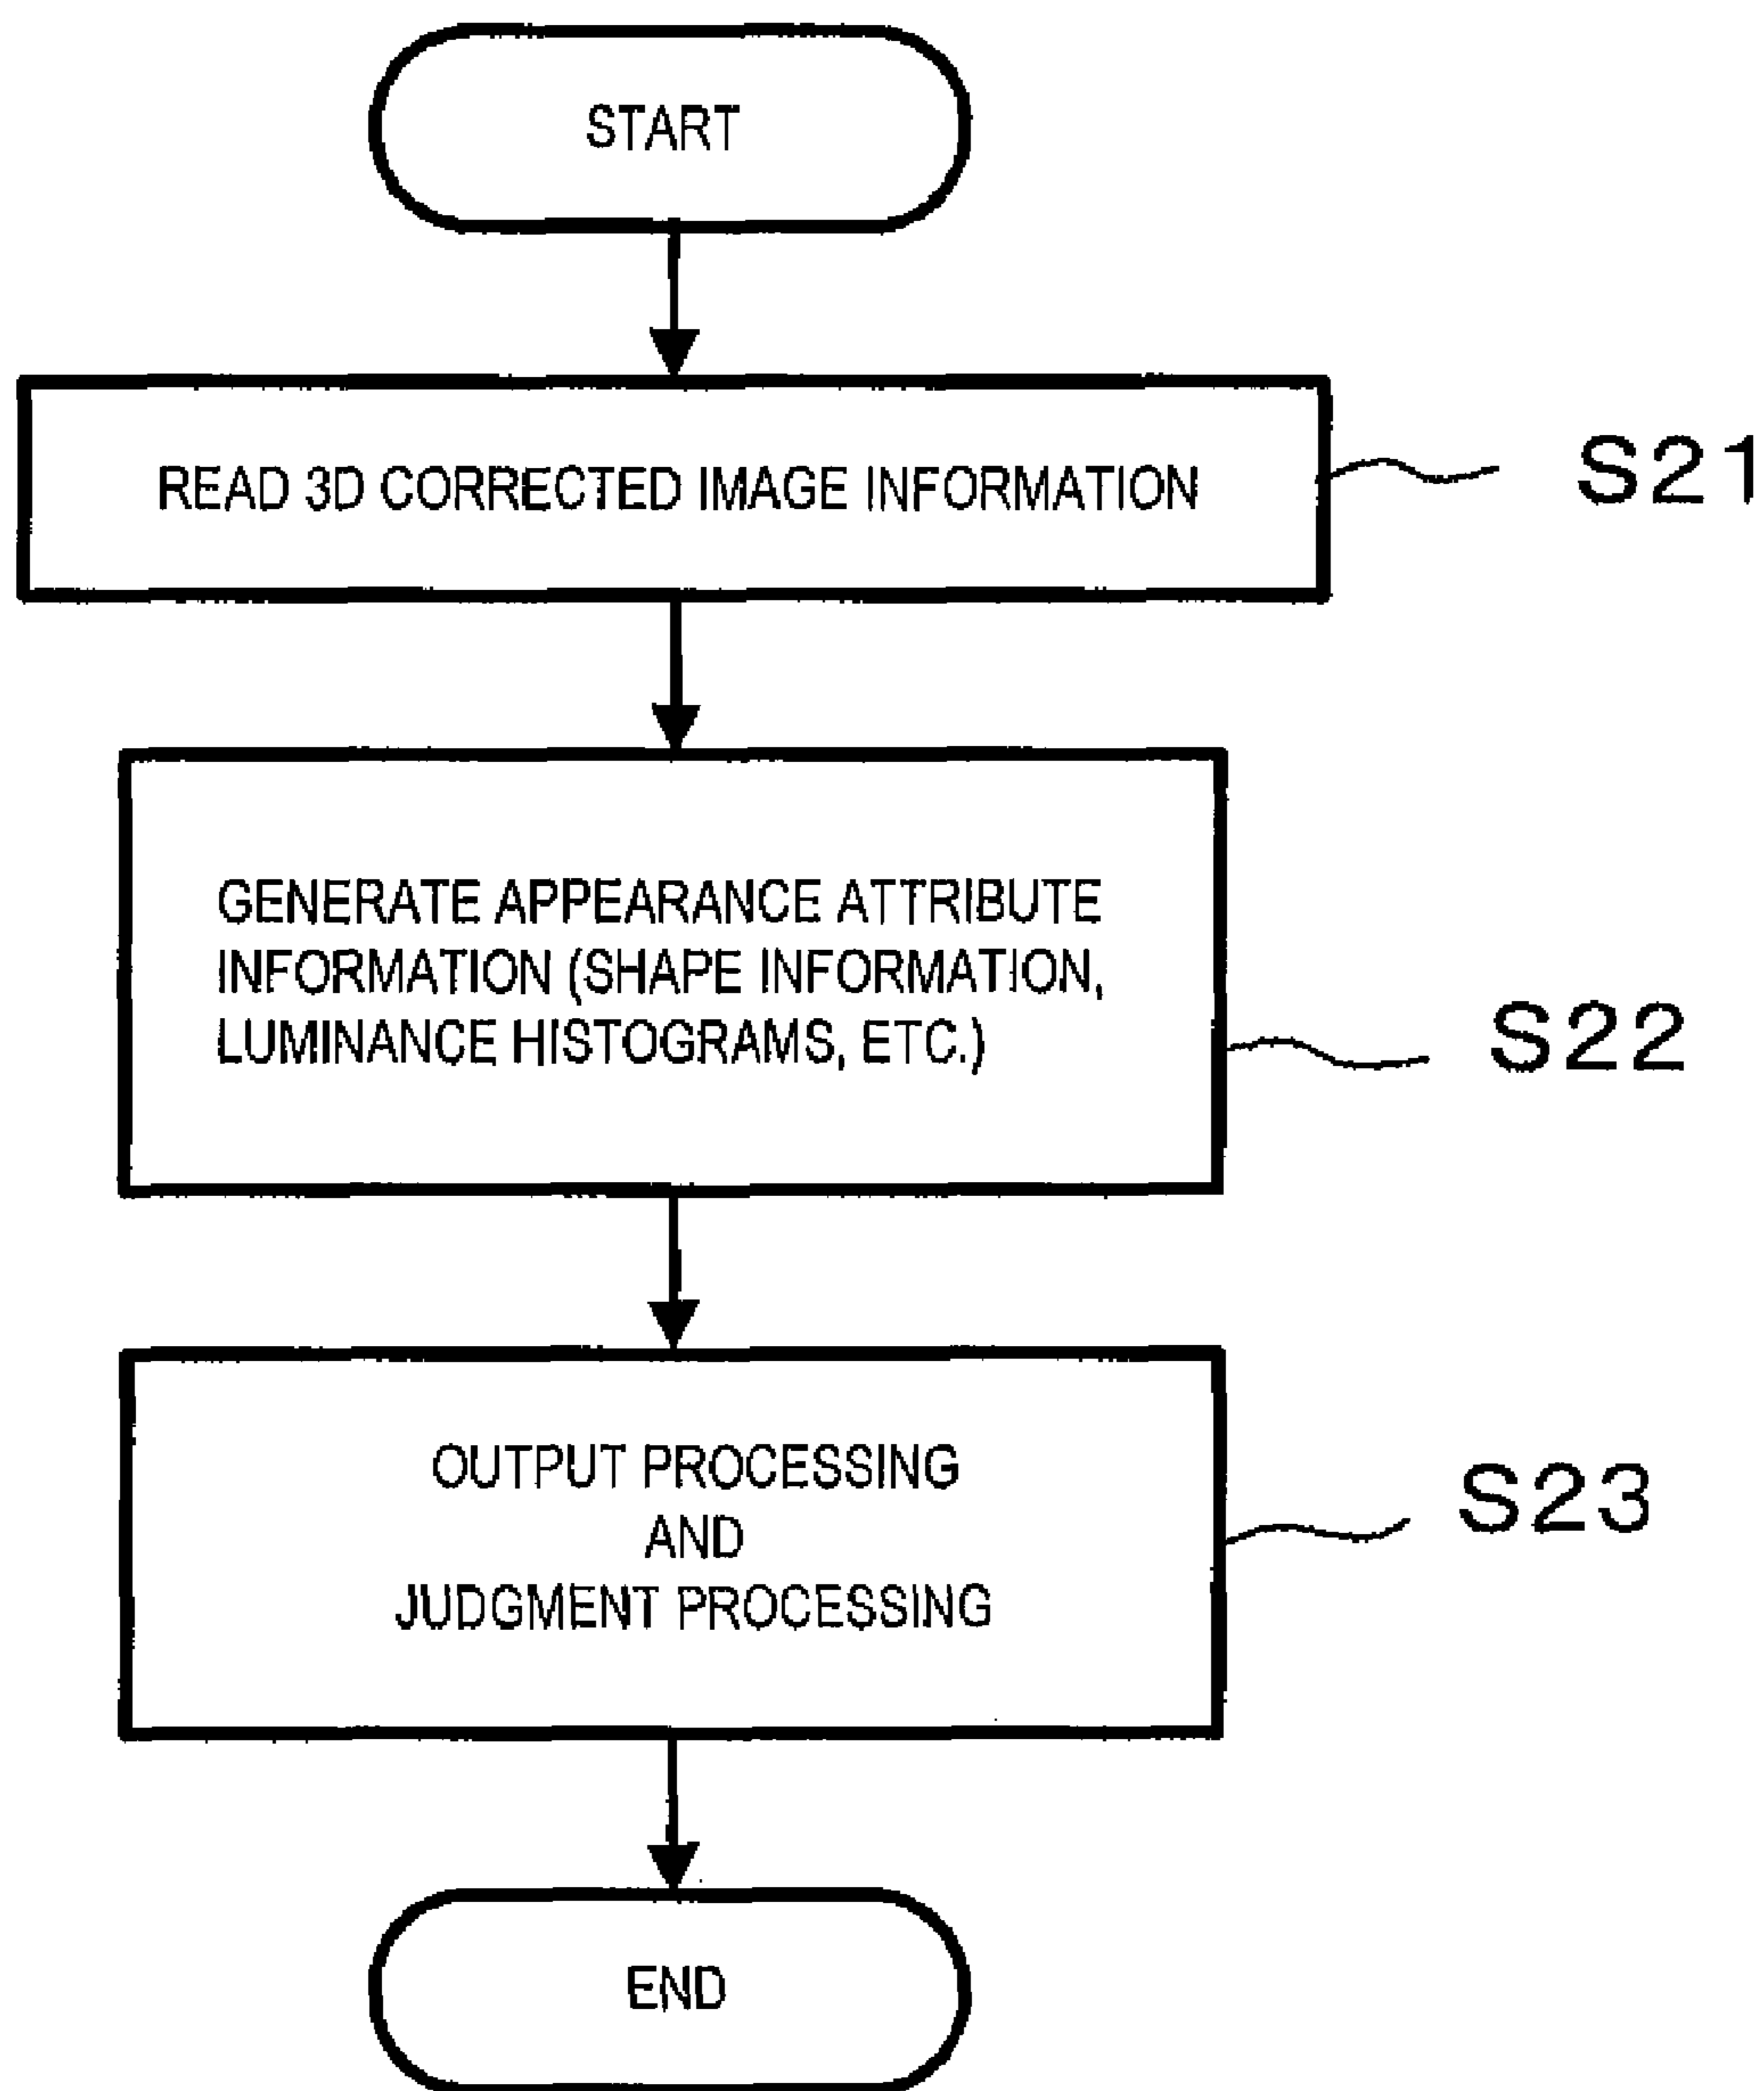 START
READ 3D CORRECTED IMAGE INFORMATION
S21
GENERATE APPEARANCE ATTRIBUTE
INFORMATION (SHAPE INFORMATION,
LUMINANCE HISTOGRAMS, ETC.)
S22
OUTPUT PROCESSING
AND
JUDGMENT PROCESSING
S23
END